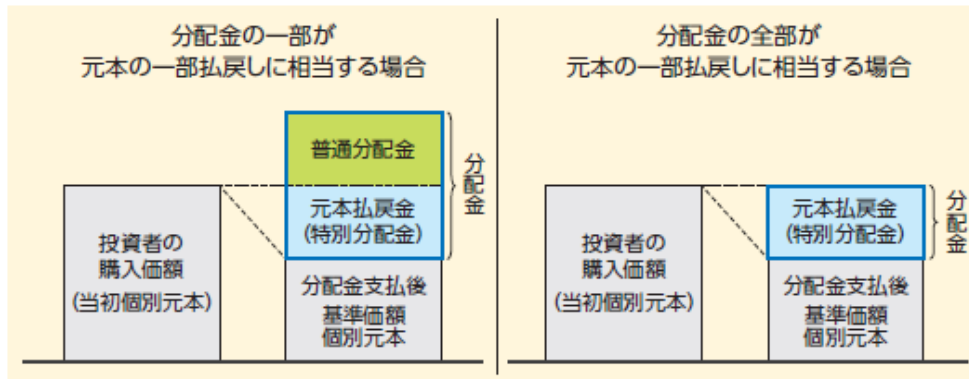 分配金の一部が
元本の一部払戻しに相当する場合
普通分配金
元本払戻金
(特別分配金)
分配金
投資者の
購入価額
(当初個別元本)
分配金支払後
基準価額
個別元本
分配金の全部が
元本の一部払戻しに相当する場合
元本払戻金
(特別分配金)
分配金
投資者の
購入価額
(当初個別元本)
分配金支払後
基準価額
個別元本